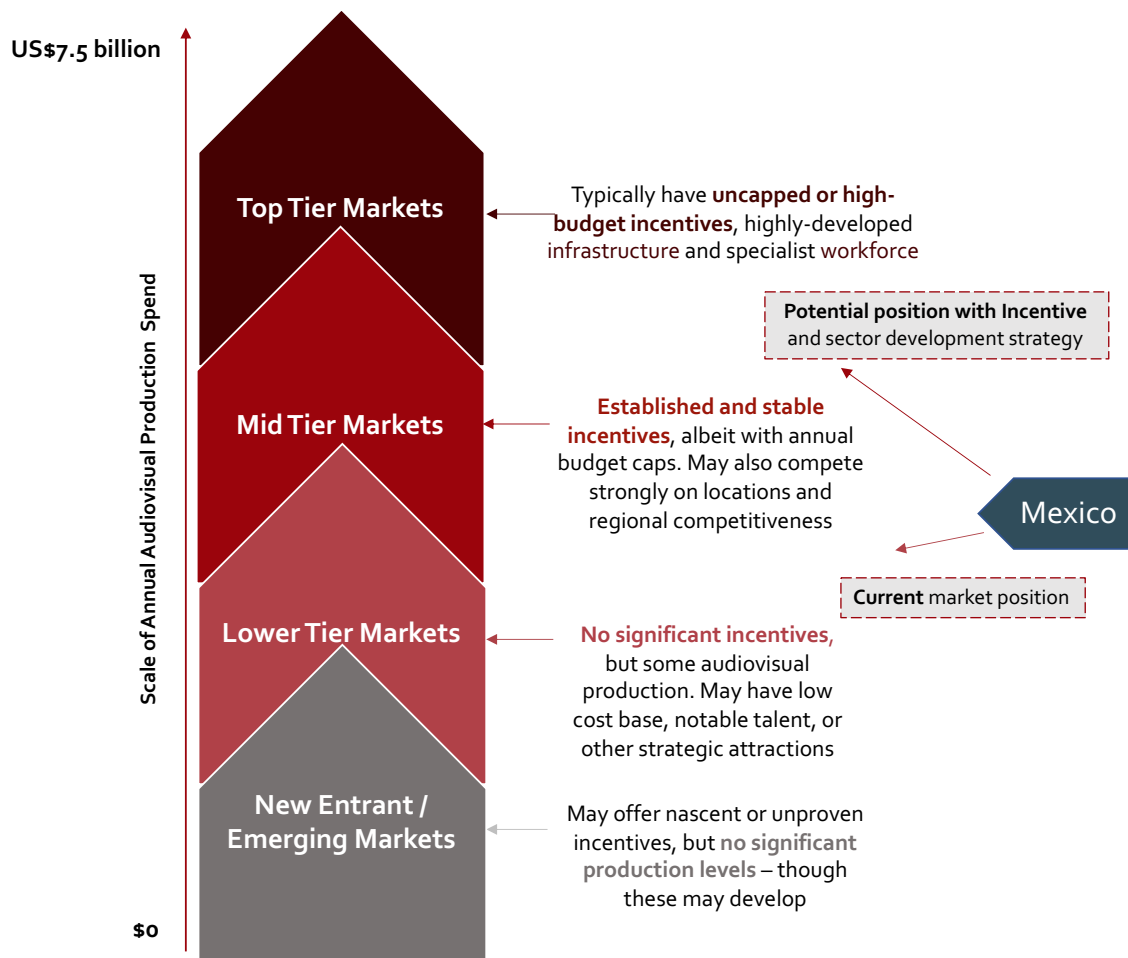 US$7.5 billion
Scale of Annual Audiovisual Production Spend
$0
Top Tier Markets
Typically have uncapped or high-
budget incentives, highly-developed
infrastructure and specialist workforce
Potential position with Incentive
and sector development strategy
Mid Tier Markets
Established and stable
incentives, albeit with annual
budget caps. May also compete
strongly on locations and
regional competitiveness
Mexico
Current market position
Lower Tier Markets
No significant incentives,
but some audiovisual
production. May have low
cost base, notable talent, or
other strategic attractions
New Entrant /
Emerging Markets
May offer nascent or unproven
incentives, but no significant
production levels – though
these may develop